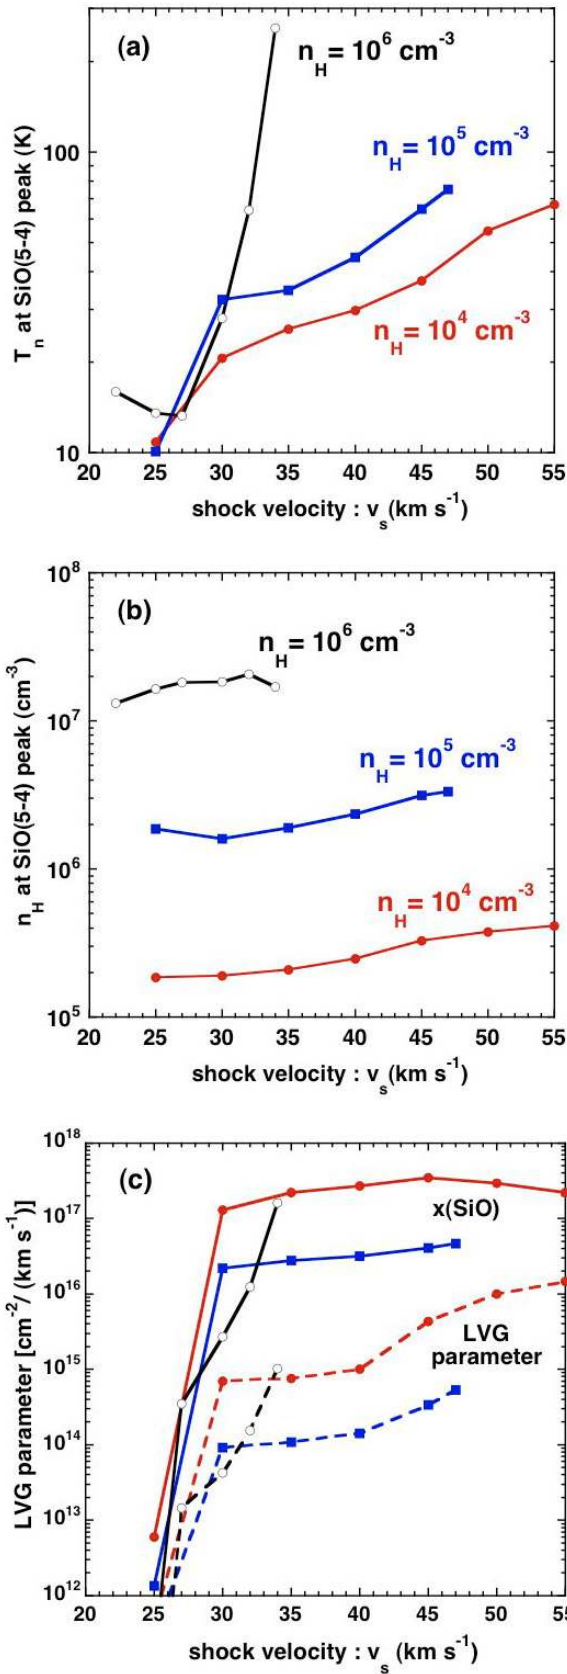 (a)
n_H = 10^6 cm^-3
n_H = 10^5 cm^-3
n_H = 10^4 cm^-3
T_n at SiO(5-4) peak (K)
100
10
20 25 30 35 40 45 50 55
shock velocity : v_s (km s^-1)
(b)
n_H = 10^6 cm^-3
n_H = 10^5 cm^-3
n_H = 10^4 cm^-3
n_H at SiO(5-4) peak (cm^-3)
10^8
10^7
10^6
10^5
20 25 30 35 40 45 50 55
shock velocity : v_s (km s^-1)
(c)
x(SiO)
LVG
parameter
LVG parameter [cm^-2/ (km s^-1)]
10^18
10^17
10^16
10^15
10^14
10^13
10^12
20 25 30 35 40 45 50 55
shock velocity : v_s (km s^-1)